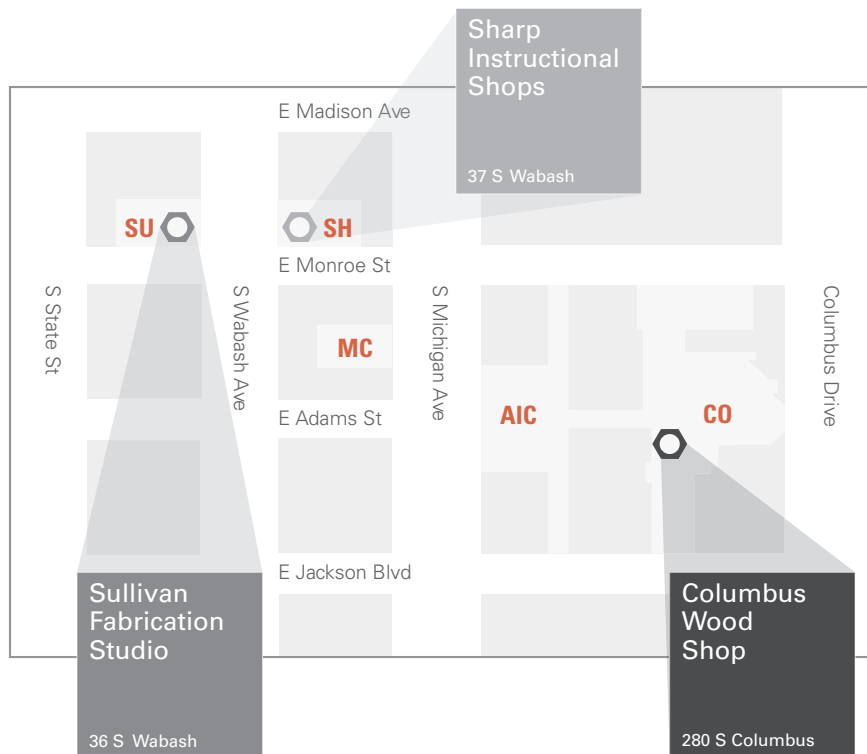 Sharp
Instructional
Shops
37 S Wabash
E Madison Ave
SU
SH
E Monroe St
S State St
S Wabash Ave
S Michigan Ave
Columbus Drive
MC
E Adams St
AIC
CO
E Jackson Blvd
Sullivan
Fabrication
Studio
36 S Wabash
Columbus
Wood
Shop
280 S Columbus